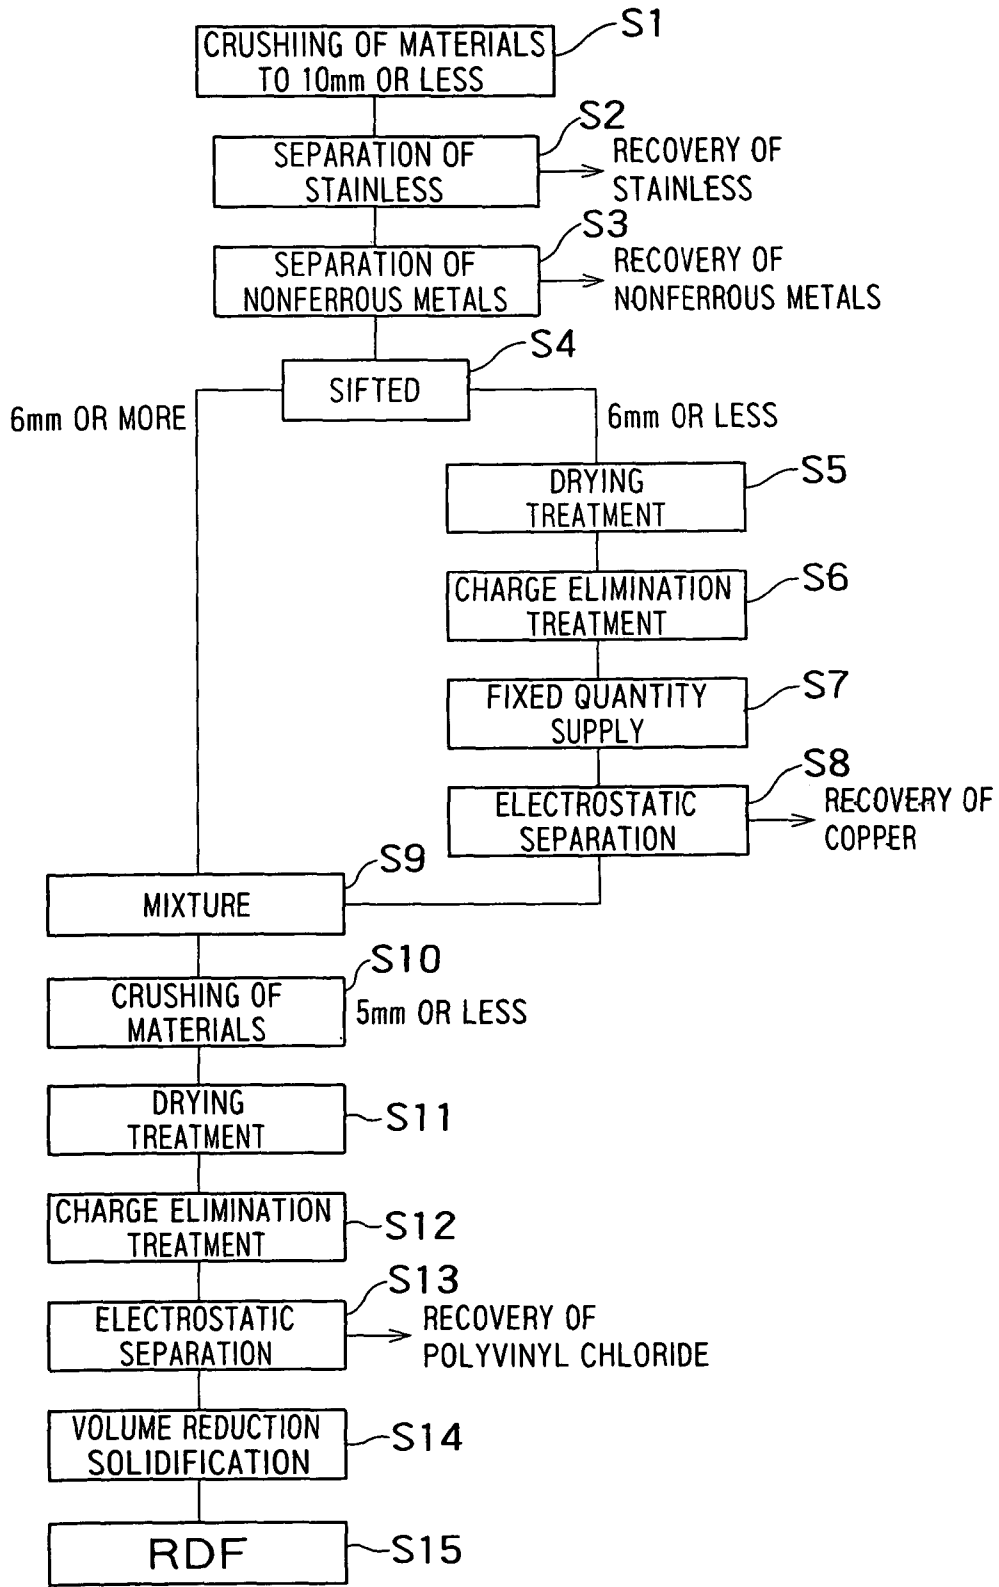 S1
CRUSHIING OF MATERIALS
TO 10mm OR LESS
S2
SEPARATION OF
STAINLESS
RECOVERY OF
STAINLESS
S3
SEPARATION OF
NONFERROUS METALS
RECOVERY OF
NONFERROUS METALS
S4
SIFTED
6mm OR MORE
6mm OR LESS
S5
DRYING
TREATMENT
S6
CHARGE ELIMINATION
TREATMENT
S7
FIXED QUANTITY
SUPPLY
S8
ELECTROSTATIC
SEPARATION
RECOVERY OF
COPPER
S9
MIXTURE
S10
CRUSHING OF
MATERIALS
5mm OR LESS
DRYING
TREATMENT
S11
CHARGE ELIMINATION
TREATMENT
S12
S13
ELECTROSTATIC
SEPARATION
RECOVERY OF
POLYVINYL CHLORIDE
VOLUME REDUCTION
SOLIDIFICATION
S14
RDF
S15